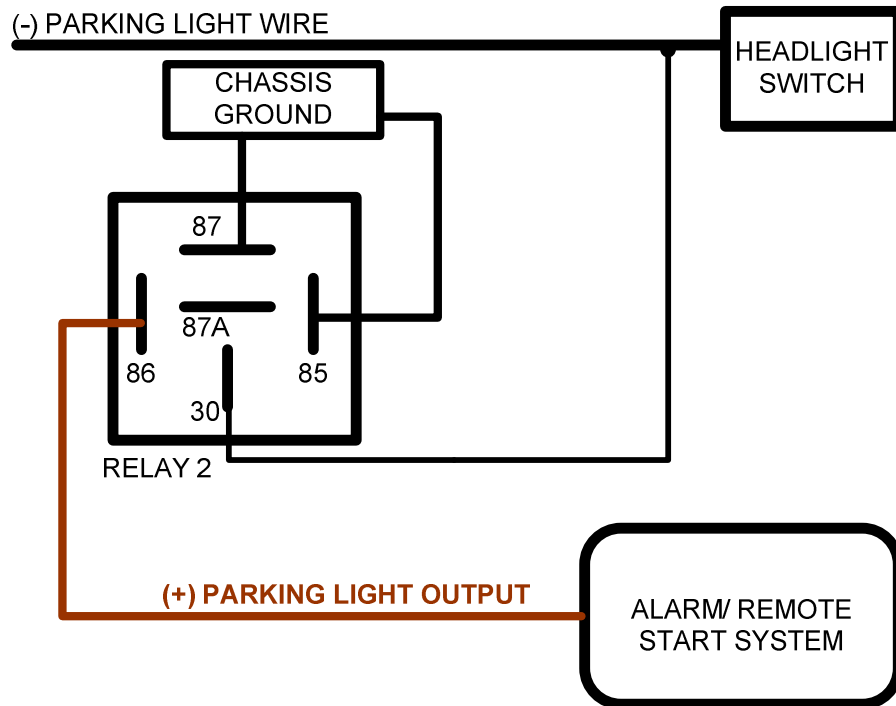 (-) PARKING LIGHT WIRE
HEADLIGHT
SWITCH
CHASSIS
GROUND
87
87A
86
85
30
RELAY 2
(+) PARKING LIGHT OUTPUT
ALARM/ REMOTE
START SYSTEM